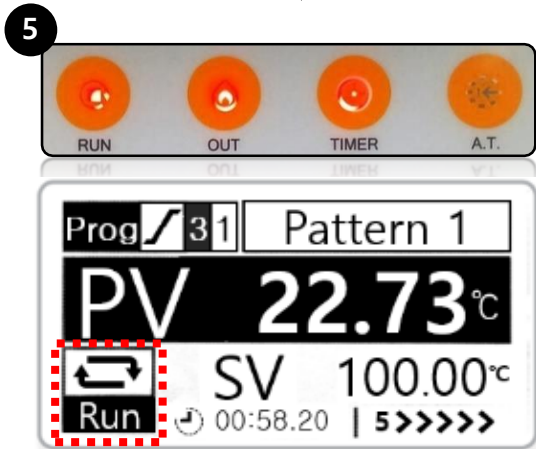 5
RUN OUT TIMER A.T.
Prog 3 1 Pattern 1
PV 22.73℃
SV 100.00℃
Run 00:58.20 | 5>>>>>